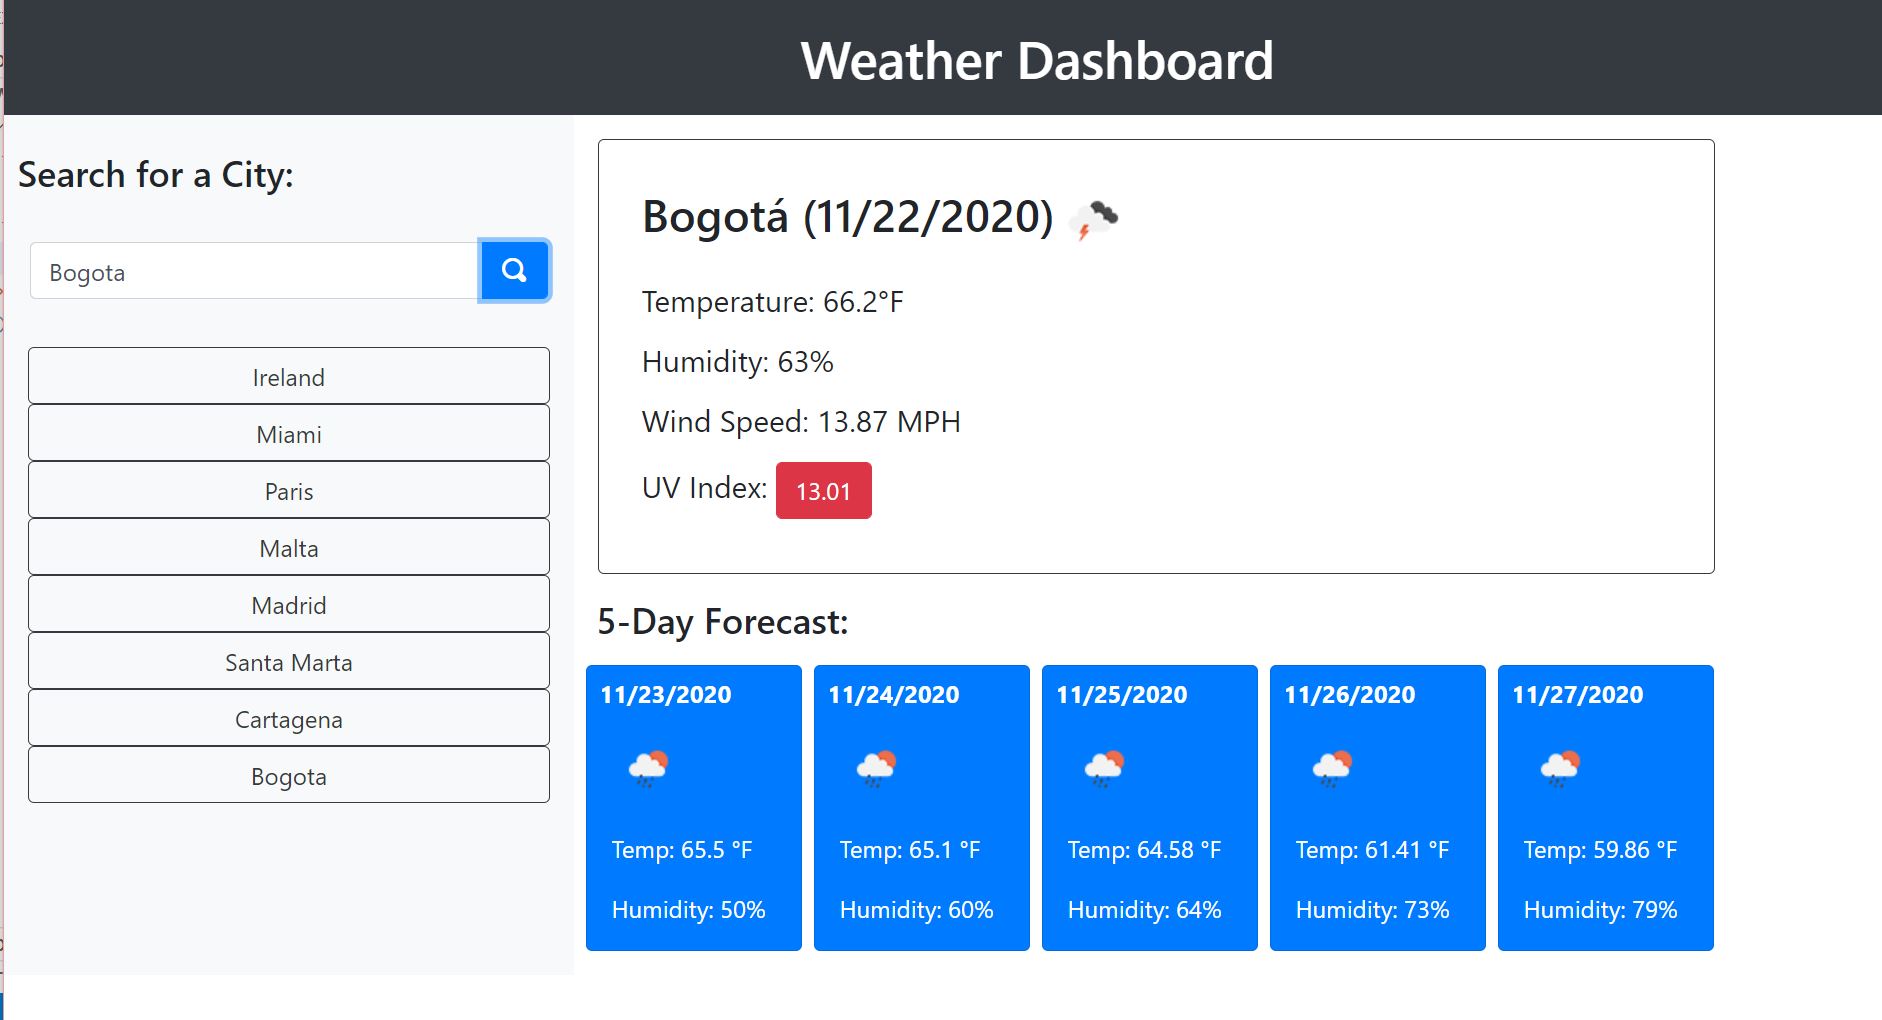 Weather Dashboard
Search for a City:
Bogota
Ireland
Miami
Paris
Malta
Madrid
Santa Marta
Cartagena
Bogota
Bogotá (11/22/2020)
Temperature: 66.2°F
Humidity: 63%
Wind Speed: 13.87 MPH
UV Index: 13.01
5-Day Forecast:
11/23/2020
Temp: 65.5 °F
Humidity: 50%
11/24/2020
Temp: 65.1 °F
Humidity: 60%
11/25/2020
Temp: 64.58 °F
Humidity: 64%
11/26/2020
Temp: 61.41 °F
Humidity: 73%
11/27/2020
Temp: 59.86 °F
Humidity: 79%